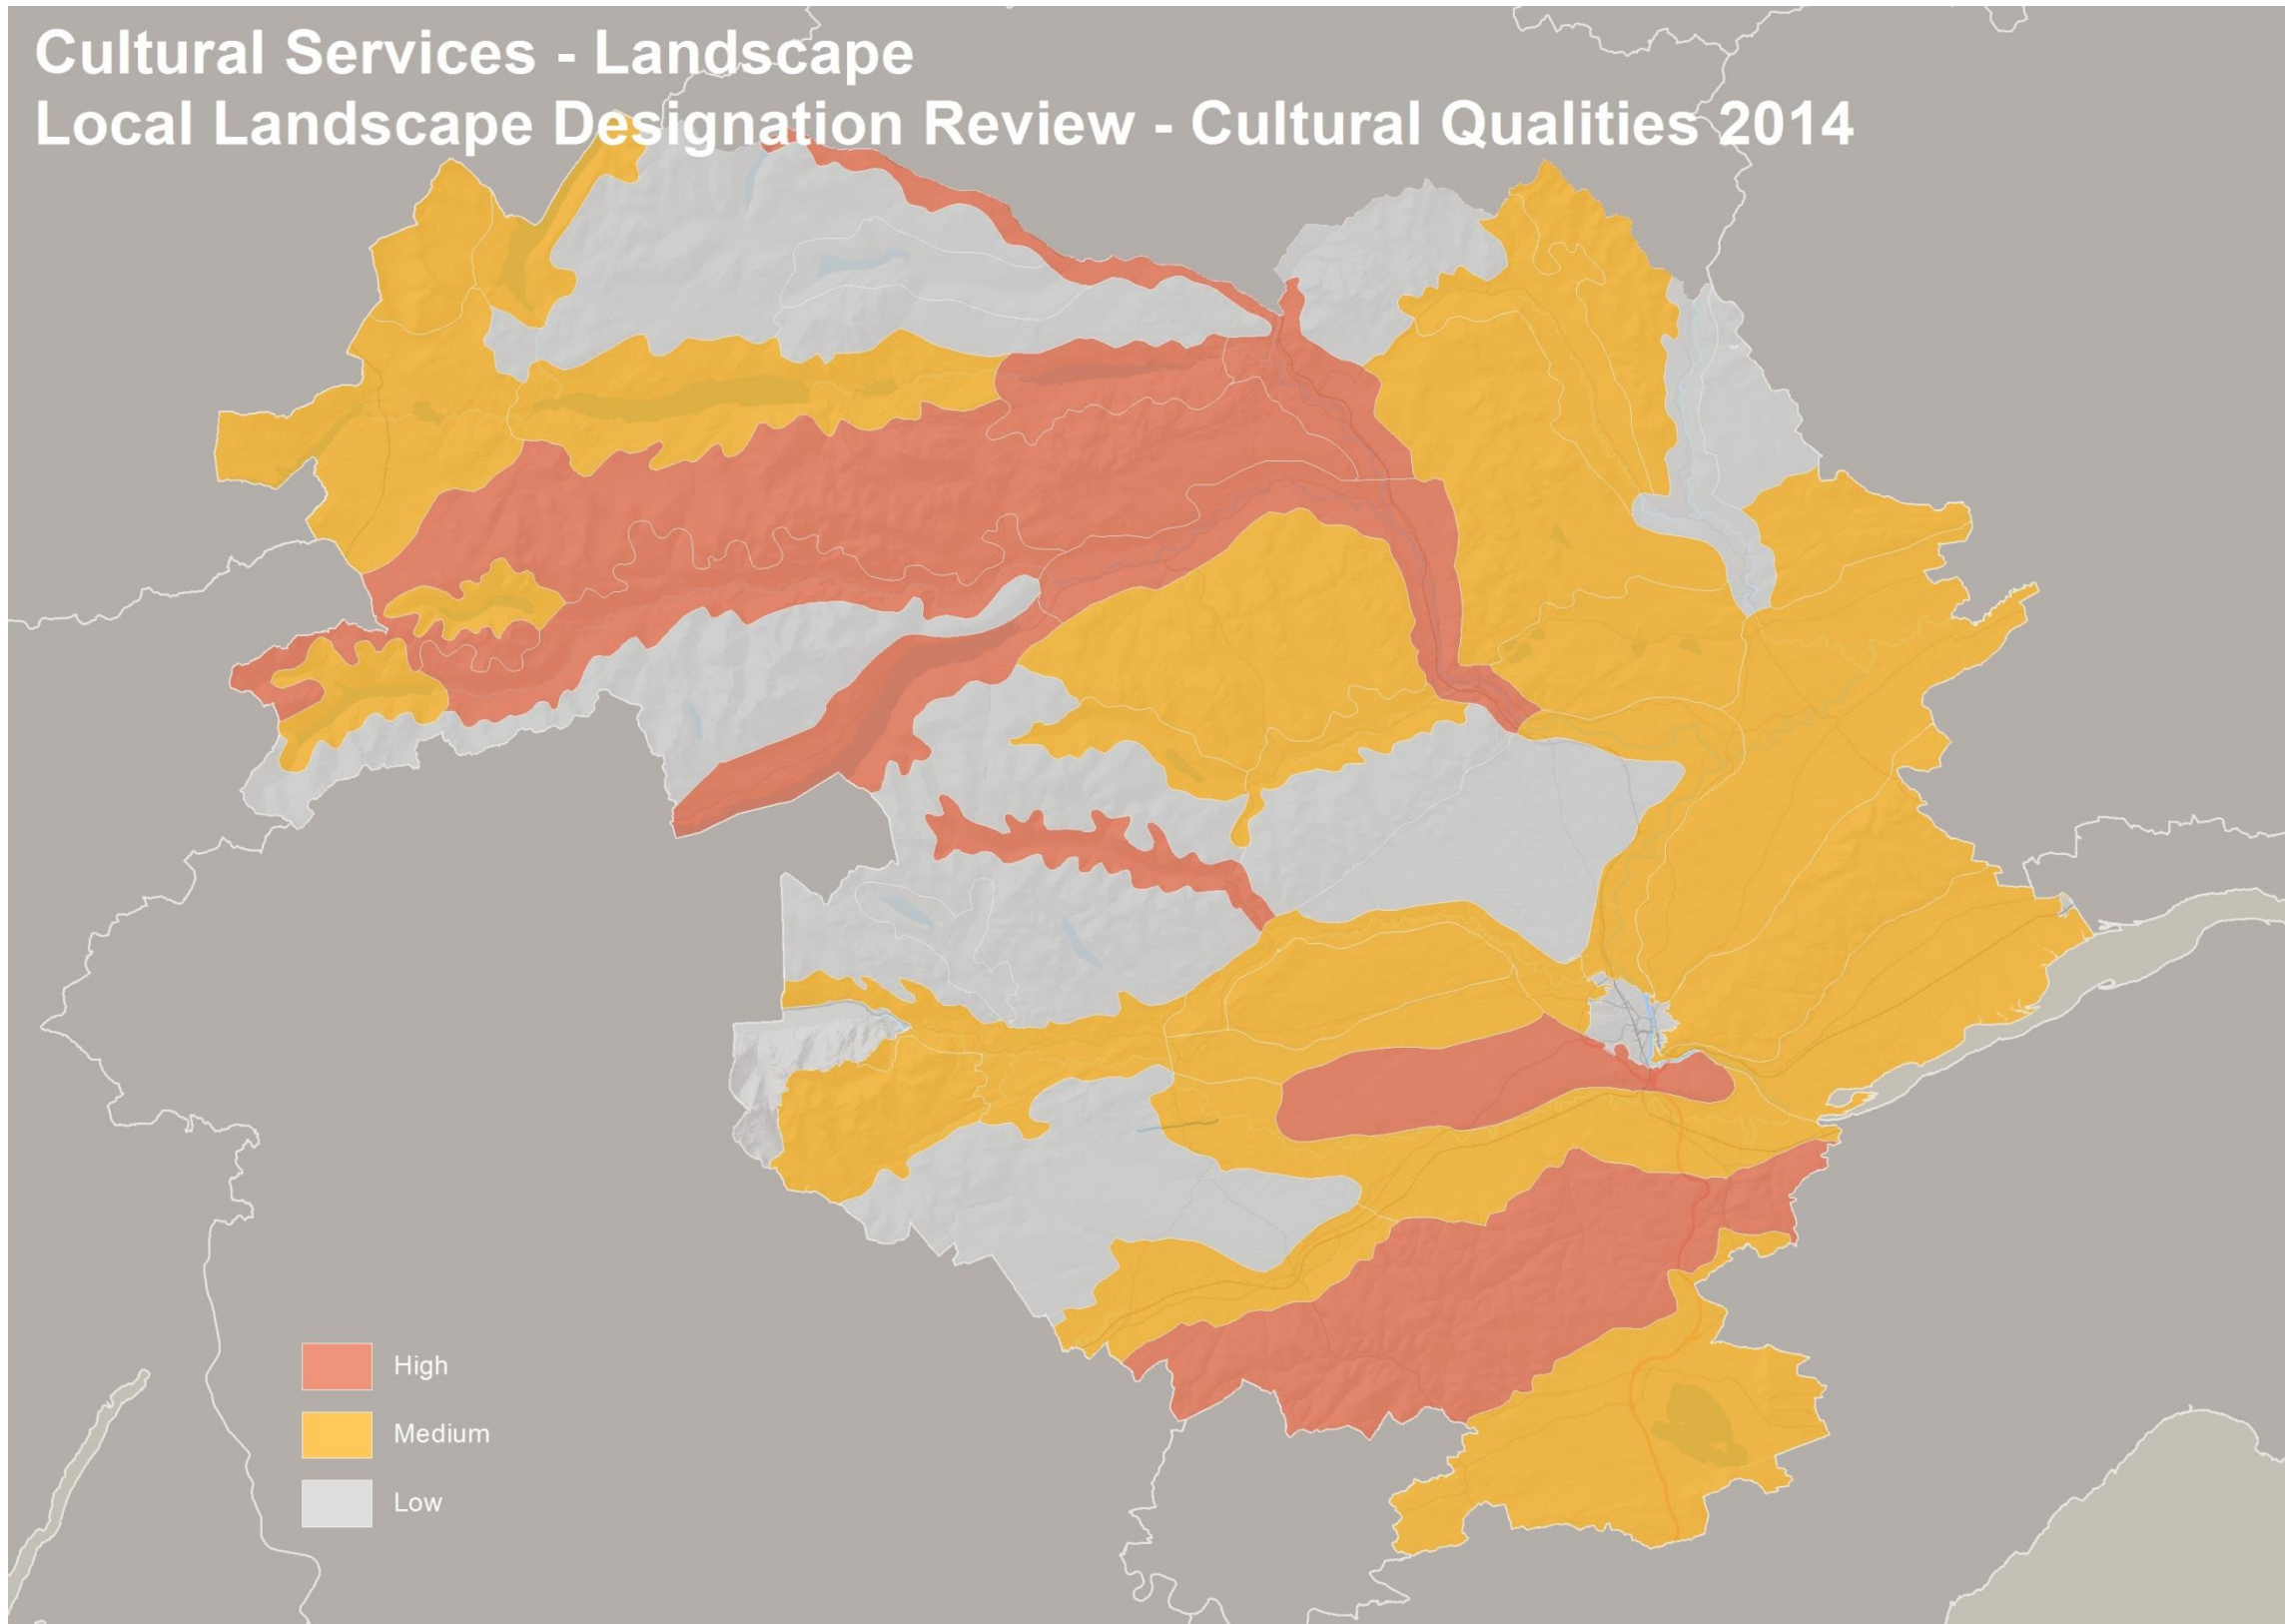 Cultural Services - Landscape
Local Landscape Designation Review - Cultural Qualities 2014
High
Medium
Low